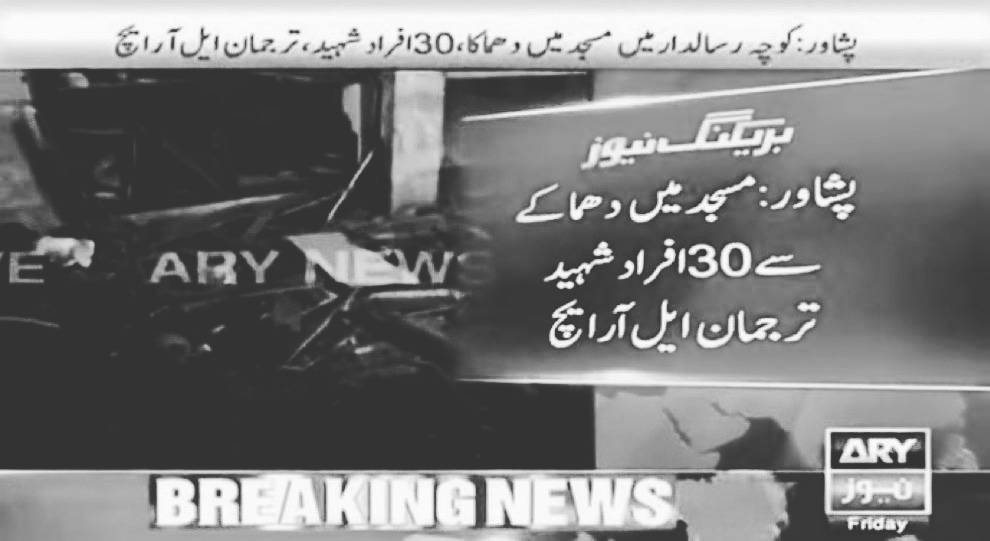 پشاور: کوچہ رسالدار میں مسجد میں دھماکا، 30 افراد شہید، ترجمان ایل آر ایچ
بریکنگ نیوز
پشاور: مسجد میں دھماکے
سے 30 افراد شہید
ترجمان ایل آر ایچ
VE ARY NEWS
BREAKING NEWS
ARY
نیوز
Friday